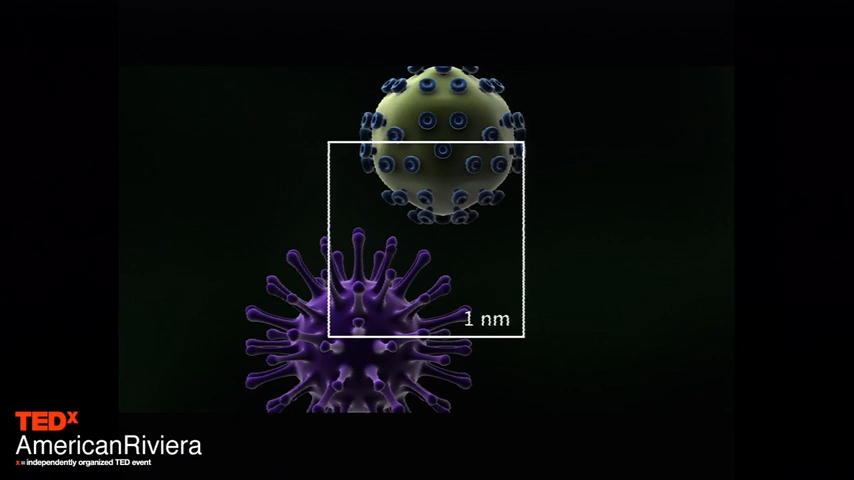 1 nm
TEDx
AmericanRiviera
x = independently organized TED event